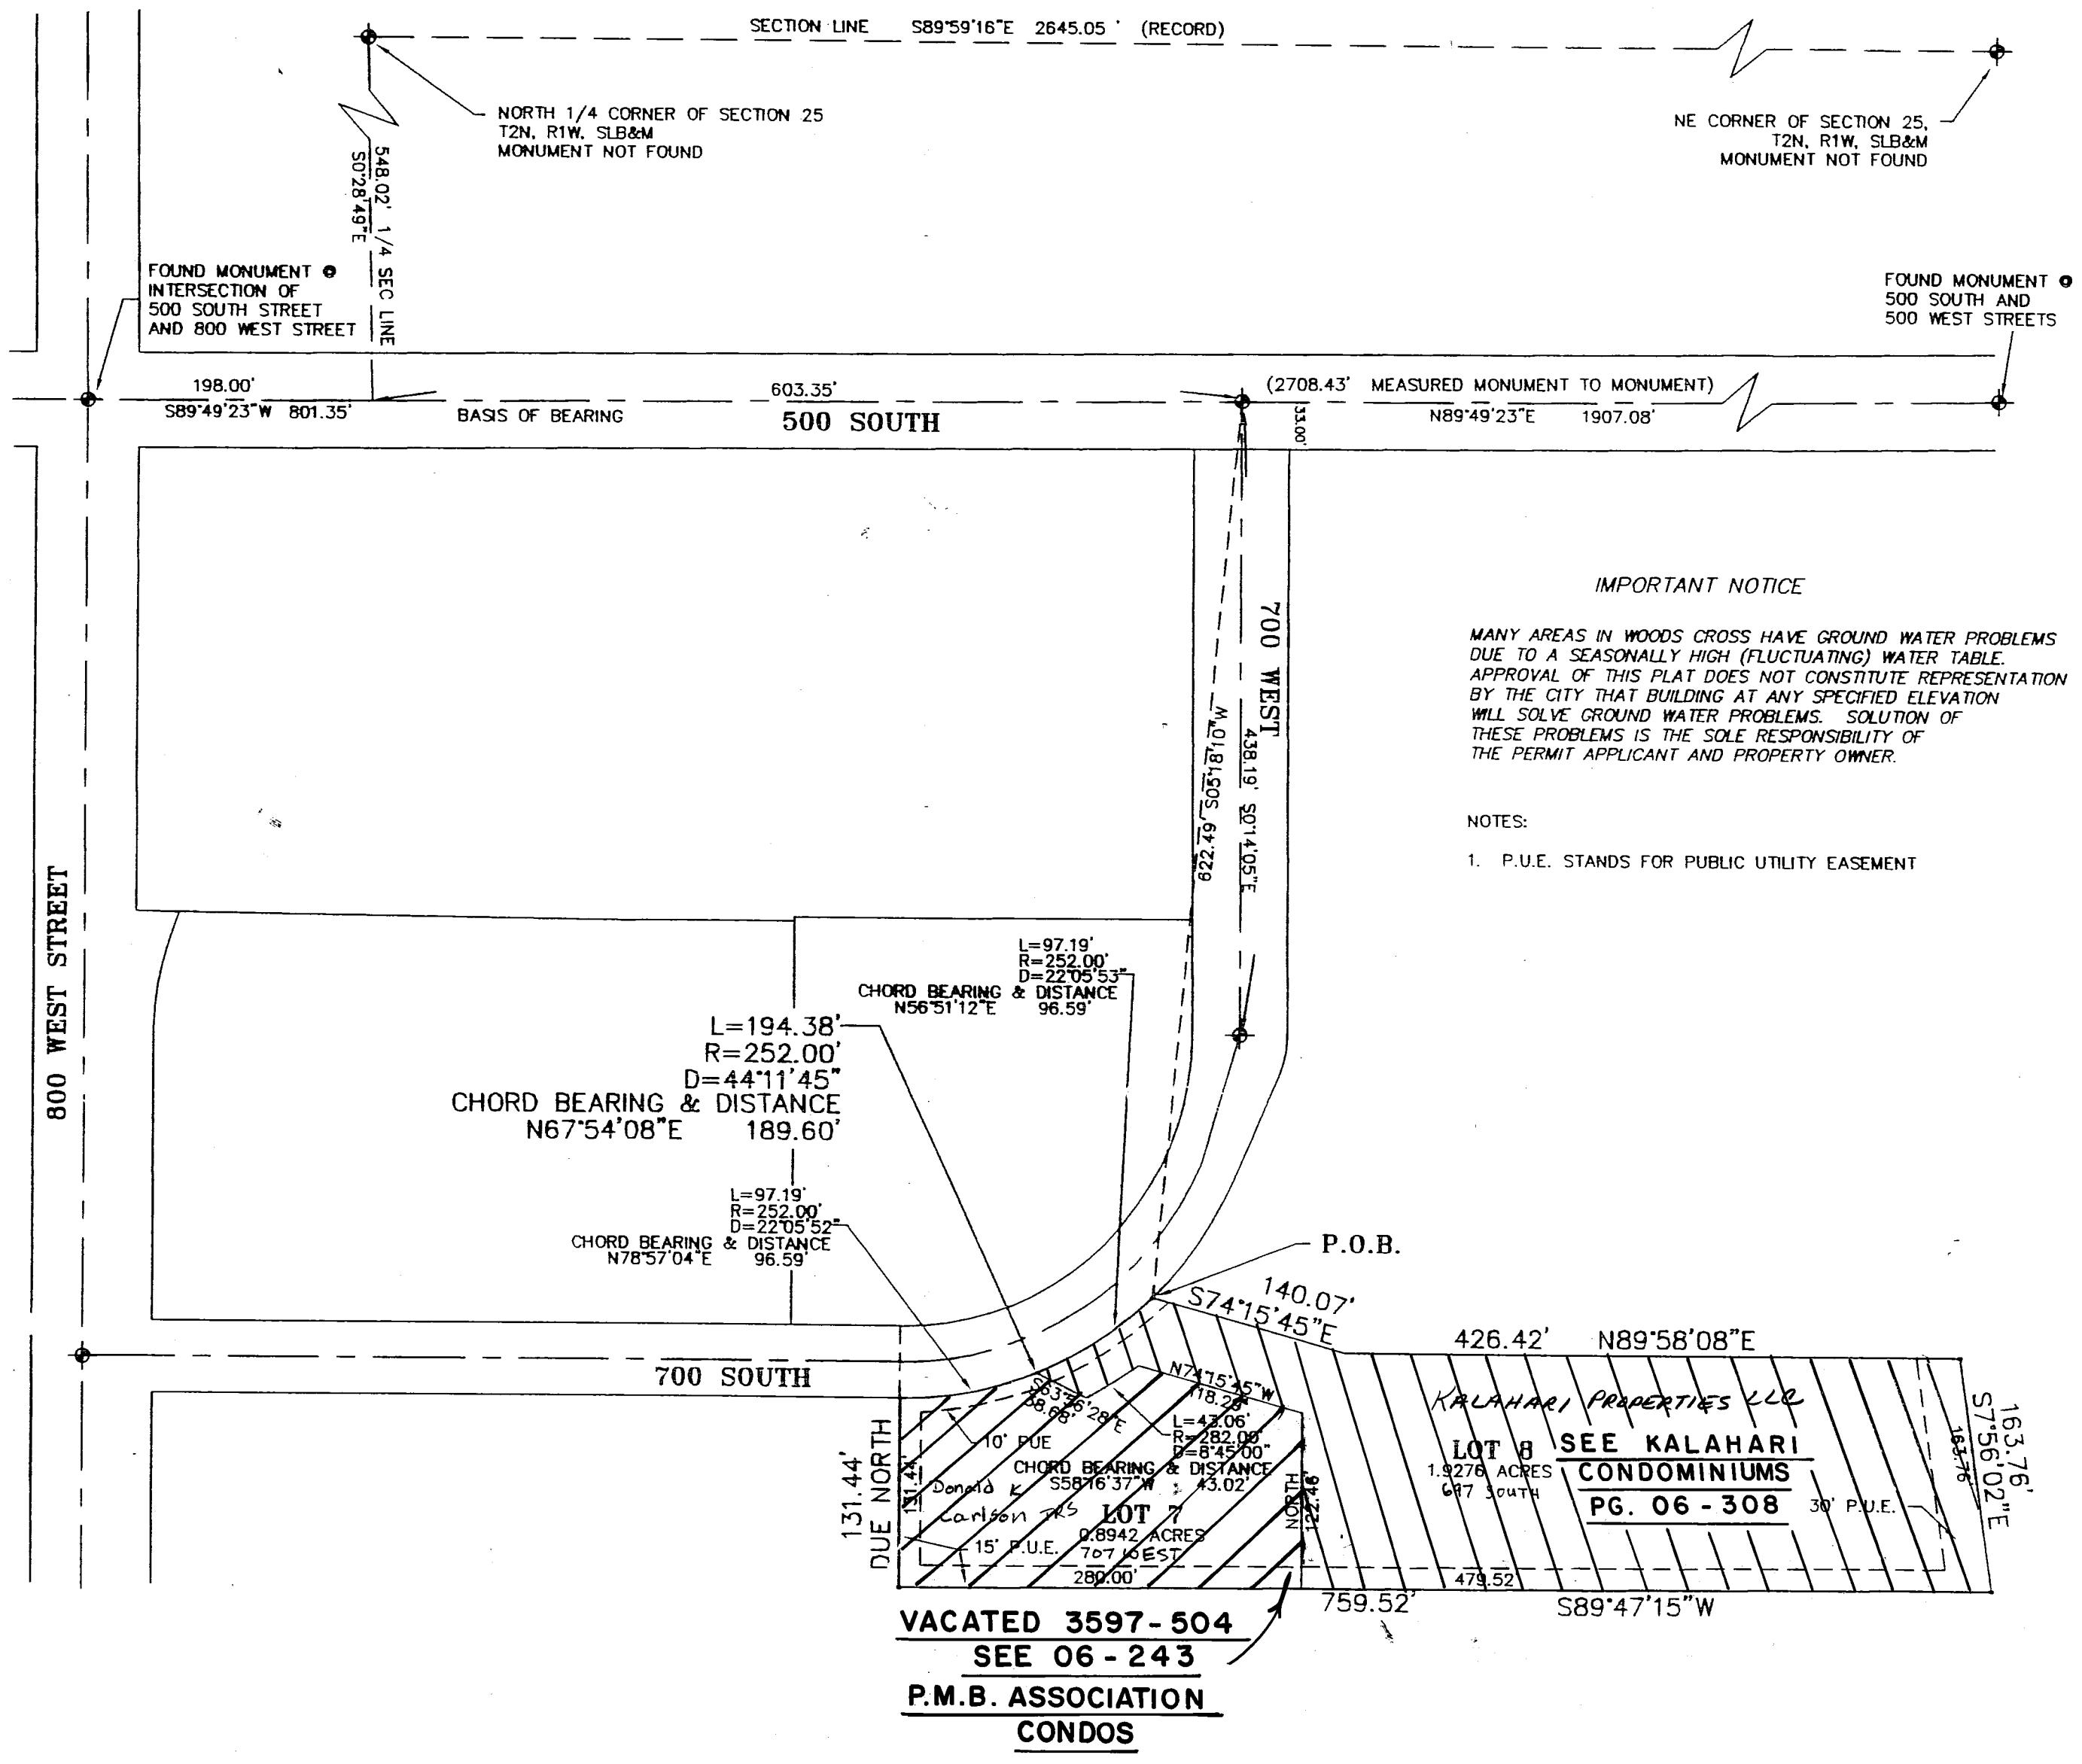 SECTION LINE S89°59'16"E 2645.05 ' (RECORD)
NORTH 1/4 CORNER OF SECTION 25
T2N, R1W, SLB&M
MONUMENT NOT FOUND
NE CORNER OF SECTION 25,
T2N, R1W, SLB&M
MONUMENT NOT FOUND
548.02' 1/4 SEC LINE
S0°28'49"E
FOUND MONUMENT @
INTERSECTION OF
500 SOUTH STREET
AND 800 WEST STREET
FOUND MONUMENT @
500 SOUTH AND
500 WEST STREETS
198.00'
S89°49'23"W 801.35'
BASIS OF BEARING
603.35'
500 SOUTH
(2708.43' MEASURED MONUMENT TO MONUMENT)
N89°49'23"E 1907.08'
33.00'
700 WEST
622.49' S05°18'10"W
438.19' S0°14'05"E
IMPORTANT NOTICE
MANY AREAS IN WOODS CROSS HAVE GROUND WATER PROBLEMS
DUE TO A SEASONALLY HIGH (FLUCTUATING) WATER TABLE.
APPROVAL OF THIS PLAT DOES NOT CONSTITUTE REPRESENTATION
BY THE CITY THAT BUILDING AT ANY SPECIFIED ELEVATION
WILL SOLVE GROUND WATER PROBLEMS. SOLUTION OF
THESE PROBLEMS IS THE SOLE RESPONSIBILITY OF
THE PERMIT APPLICANT AND PROPERTY OWNER.
NOTES:
1. P.U.E. STANDS FOR PUBLIC UTILITY EASEMENT
800 WEST STREET
L=97.19'
R=252.00'
D=22°05'53"
CHORD BEARING & DISTANCE
N56°51'12"E 96.59'
L=194.38'
R=252.00'
D=44°11'45"
CHORD BEARING & DISTANCE
N67°54'08"E 189.60'
L=97.19'
R=252.00'
D=22°05'52"
CHORD BEARING & DISTANCE
N78°57'04"E 96.59'
P.O.B.
140.07'
S74°15'45"E
426.42' N89°58'08"E
700 SOUTH
N74°15'45"W
118.28'
S63°56'28"E
38.68'
L=43.06'
R=282.00'
D=8°45'00"
CHORD BEARING & DISTANCE
S58°16'37"W 43.02'
10' PUE
131.44'
DUE NORTH
131.44'
Donald K
Carlson TRS
LOT 7
0.8942 ACRES
707 WEST
15' P.U.E.
280.00'
NORTH
122.46'
KALAHARI PROPERTIES LLC
LOT 8
1.9276 ACRES
697 SOUTH
SEE KALAHARI
CONDOMINIUMS
PG. 06-308
30' P.U.E.
163.76'
163.76'
S7°56'02"E
479.52
759.52'
S89°47'15"W
VACATED 3597-504
SEE 06-243
P.M.B. ASSOCIATION
CONDOS